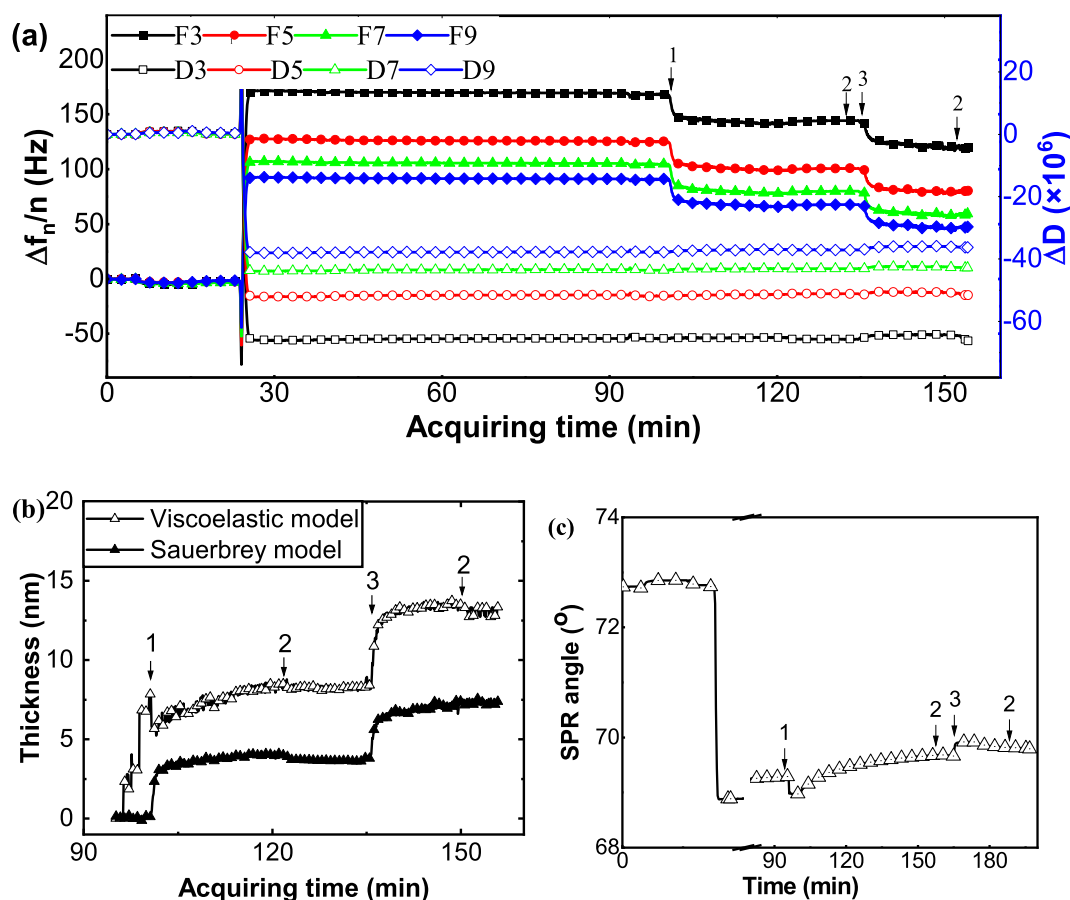 (a)
F3 F5 F7 F9
D3 D5 D7 D9
200
150
100
50
0
-50
Δfn/n (Hz)
20
0
-20
-40
-60
ΔD (×10⁶)
1
2 3
2
0 30 60 90 120 150
Acquiring time (min)
(b)
Viscoelastic model
Sauerbrey model
20
15
10
5
0
Thickness (nm)
1
2
3
2
90 120 150
Acquiring time (min)
(c)
74
72
70
68
SPR angle (°)
1
2 3
2
0 90 120 150 180
Time (min)